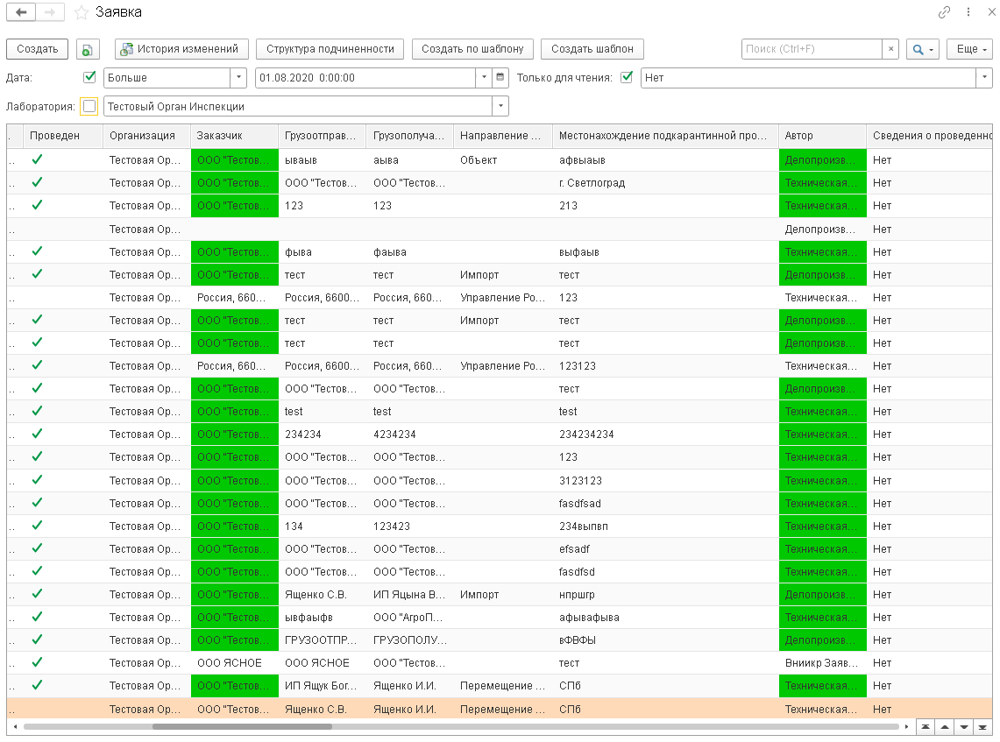 Заявка
Создать История изменений Структура подчиненности Создать по шаблону Создать шаблон Поиск (Ctrl+F) × Еще
Дата: Больше 01.08.2020 0:00:00 Только для чтения: Нет
Лаборатория: Тестовый Орган Инспекции
. Проведен Организация Заказчик Грузоотправ... Грузополуча... Направление ... Местонахождение подкарантинной про... Автор Сведения о проведенно
.. Тестовая Ор... ООО "Тестов... ываыв аыва Объект афвыаыв Делопроизв... Нет
.. Тестовая Ор... ООО "Тестов... ООО "Тестов... ООО "Тестов... г. Светлоград Техническая... Нет
.. Тестовая Ор... ООО "Тестов... 123 123 213 Техническая... Нет
.. Тестовая Ор... Делопроизв... Нет
.. Тестовая Ор... ООО "Тестов... фыва фаыва выфаыв Техническая... Нет
.. Тестовая Ор... ООО "Тестов... тест тест Импорт тест Делопроизв... Нет
.. Тестовая Ор... Россия, 660... Россия, 6600... Россия, 660... Управление Ро... 123 Техническая... Нет
.. Тестовая Ор... ООО "Тестов... тест тест Импорт тест Делопроизв... Нет
.. Тестовая Ор... ООО "Тестов... тест тест тест Делопроизв... Нет
.. Тестовая Ор... Россия, 660... Россия, 6600... Россия, 660... Управление Ро... 123123 Техническая... Нет
.. Тестовая Ор... ООО "Тестов... ООО "Тестов... ООО "Тестов... тест Делопроизв... Нет
.. Тестовая Ор... ООО "Тестов... test test test Техническая... Нет
.. Тестовая Ор... ООО "Тестов... 234234 4234234 234234234 Техническая... Нет
.. Тестовая Ор... ООО "Тестов... ООО "Тестов... ООО "Тестов... 123 Техническая... Нет
.. Тестовая Ор... ООО "Тестов... ООО "Тестов... ООО "Тестов... 3123123 Техническая... Нет
.. Тестовая Ор... ООО "Тестов... ООО "Тестов... ООО "Тестов... fasdfsad Техническая... Нет
.. Тестовая Ор... ООО "Тестов... 134 123423 234выпвп Техническая... Нет
.. Тестовая Ор... ООО "Тестов... ООО "Тестов... ООО "Тестов... efsadf Техническая... Нет
.. Тестовая Ор... ООО "Тестов... ООО "Тестов... ООО "Тестов... fasdfsd Техническая... Нет
.. Тестовая Ор... ООО "Тестов... Ященко С.В. ИП Яцына В... Импорт нпршгр Делопроизв... Нет
.. Тестовая Ор... ООО "Тестов... ывфаыфв ООО "АгроП... афывафыва Техническая... Нет
.. Тестовая Ор... ООО "Тестов... ГРУЗООТПР... ГРУЗОПОЛУ... вФВФЫ Делопроизв... Нет
.. Тестовая Ор... ООО ЯСНОЕ ООО ЯСНОЕ ООО "Тестов... тест Вниикр Заяв... Нет
.. Тестовая Ор... ООО "Тестов... ИП Ящук Бог... Ященко И.И. Перемещение ... СПб Техническая... Нет
.. Тестовая Ор... ООО "Тестов... Ященко С.В. Ященко И.И. Перемещение ... СПб Техническая... Нет